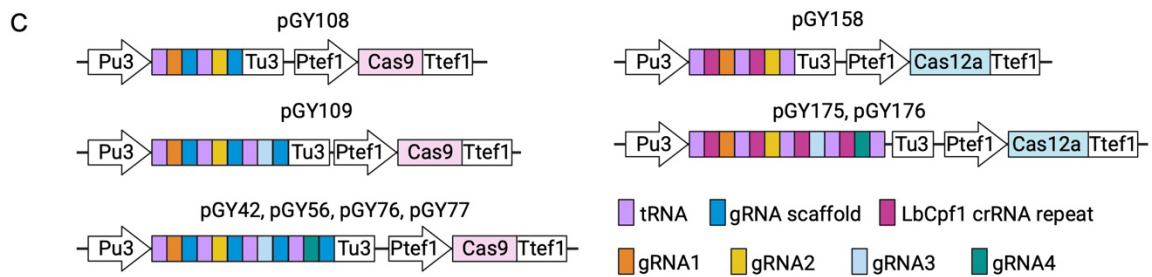 C
pGY108
Pu3 Tu3 Ptef1 Cas9 Ttef1
pGY109
Pu3 Tu3 Ptef1 Cas9 Ttef1
pGY42, pGY56, pGY76, pGY77
Pu3 Tu3 Ptef1 Cas9 Ttef1
pGY158
Pu3 Tu3 Ptef1 Cas12a Ttef1
pGY175, pGY176
Pu3 Tu3 Ptef1 Cas12a Ttef1
tRNA gRNA scaffold LbCpf1 crRNA repeat
gRNA1 gRNA2 gRNA3 gRNA4